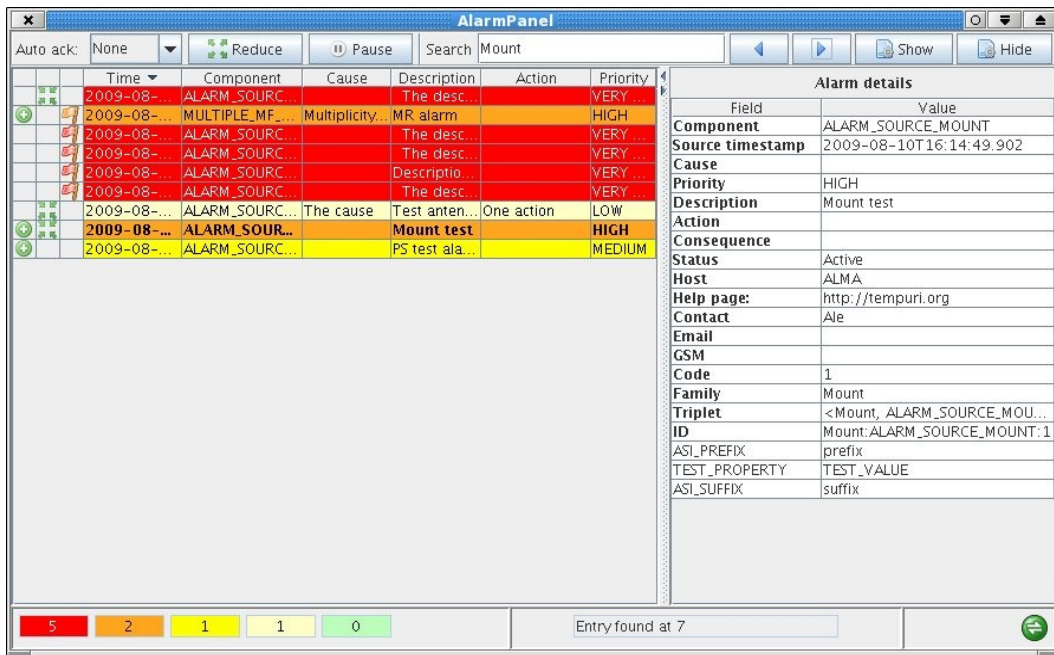 AlarmPanel
Auto ack: None Reduce Pause Search Mount Show Hide
Time Component Cause Description Action Priority
2009-08-... ALARM_SOURC... The desc... VERY ...
2009-08-... MULTIPLE_MF_... Multiplicity... MR alarm HIGH
2009-08-... ALARM_SOURC... The desc... VERY ...
2009-08-... ALARM_SOURC... The desc... VERY ...
2009-08-... ALARM_SOURC... Descriptio... VERY ...
2009-08-... ALARM_SOURC... The desc... VERY ...
2009-08-... ALARM_SOURC... The cause Test anten... One action LOW
2009-08-... ALARM_SOUR... Mount test HIGH
2009-08-... ALARM_SOURC... PS test ala... MEDIUM
Alarm details
Field Value
Component ALARM_SOURCE_MOUNT
Source timestamp 2009-08-10T16:14:49.902
Cause
Priority HIGH
Description Mount test
Action
Consequence
Status Active
Host ALMA
Help page: http://tempuri.org
Contact Ale
Email
GSM
Code 1
Family Mount
Triplet <Mount, ALARM_SOURCE_MOU...
ID Mount:ALARM_SOURCE_MOUNT:1
ASI_PREFIX prefix
TEST_PROPERTY TEST_VALUE
ASI_SUFFIX suffix
5 2 1 1 0 Entry found at 7